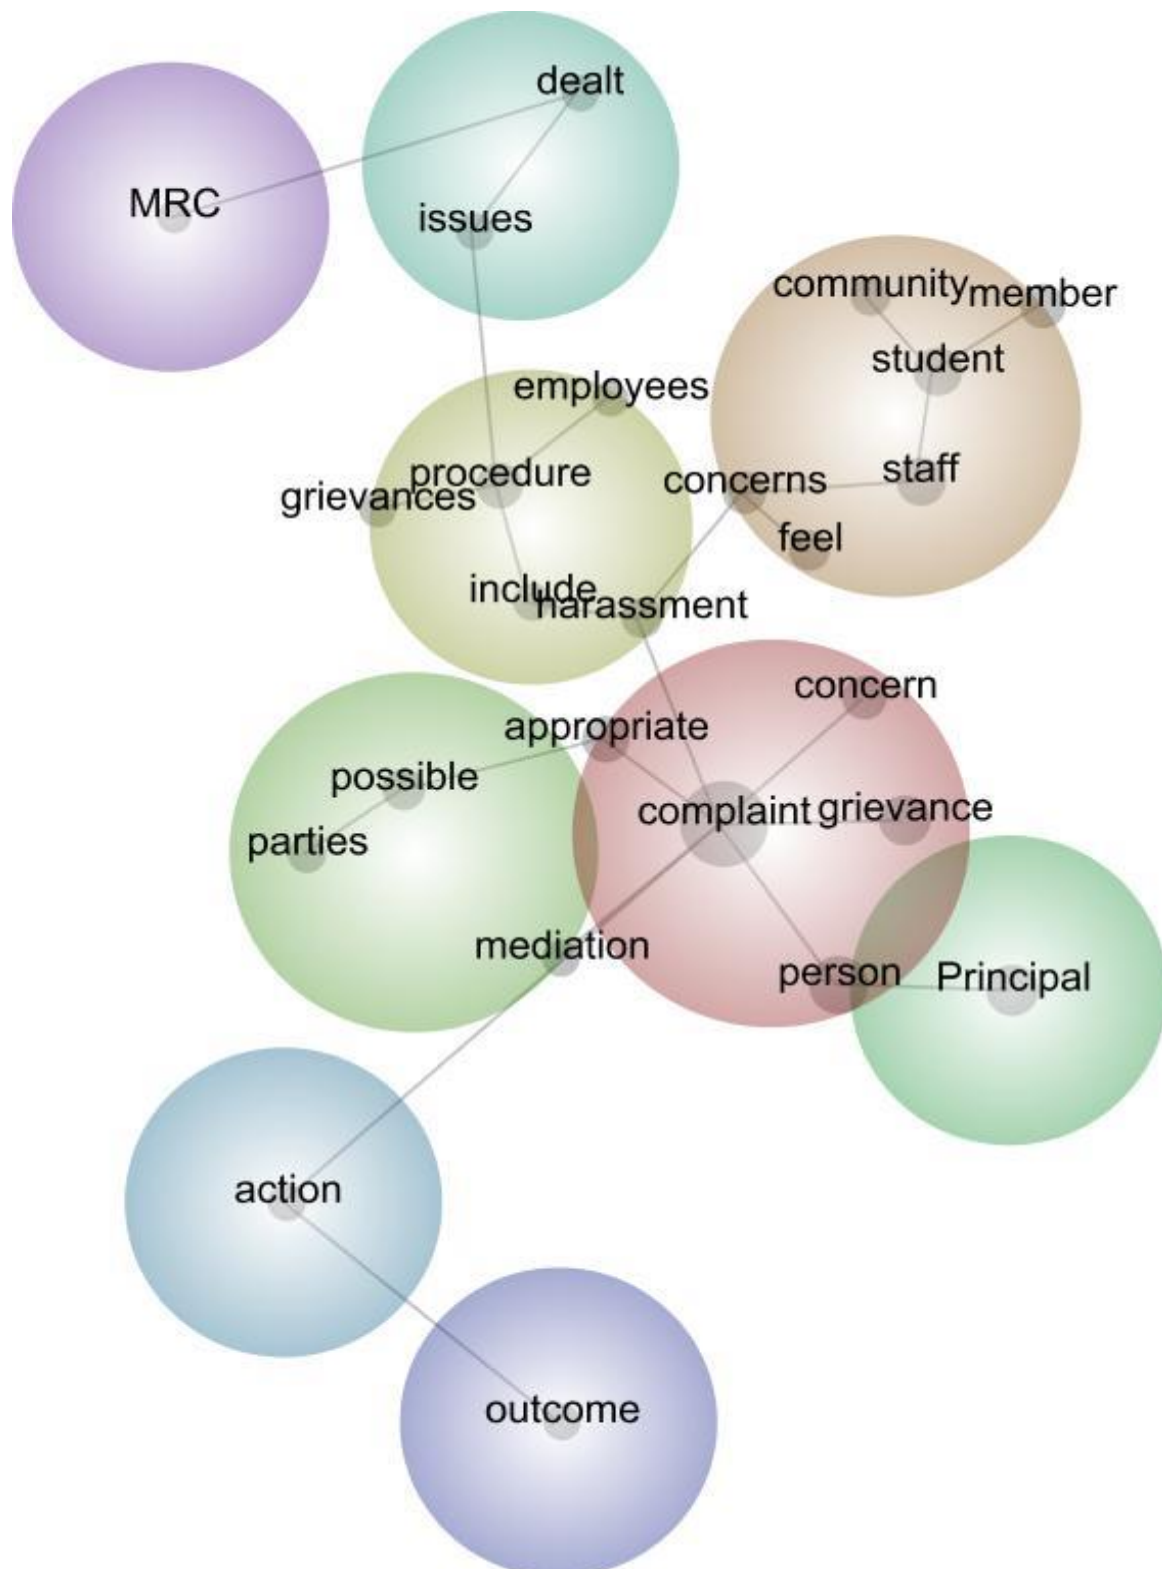 dealt
MRC
issues
community
member
student
employees
procedure
grievances
concerns
staff
feel
include
harassment
concern
appropriate
possible
complaint
grievance
parties
mediation
person
Principal
action
outcome